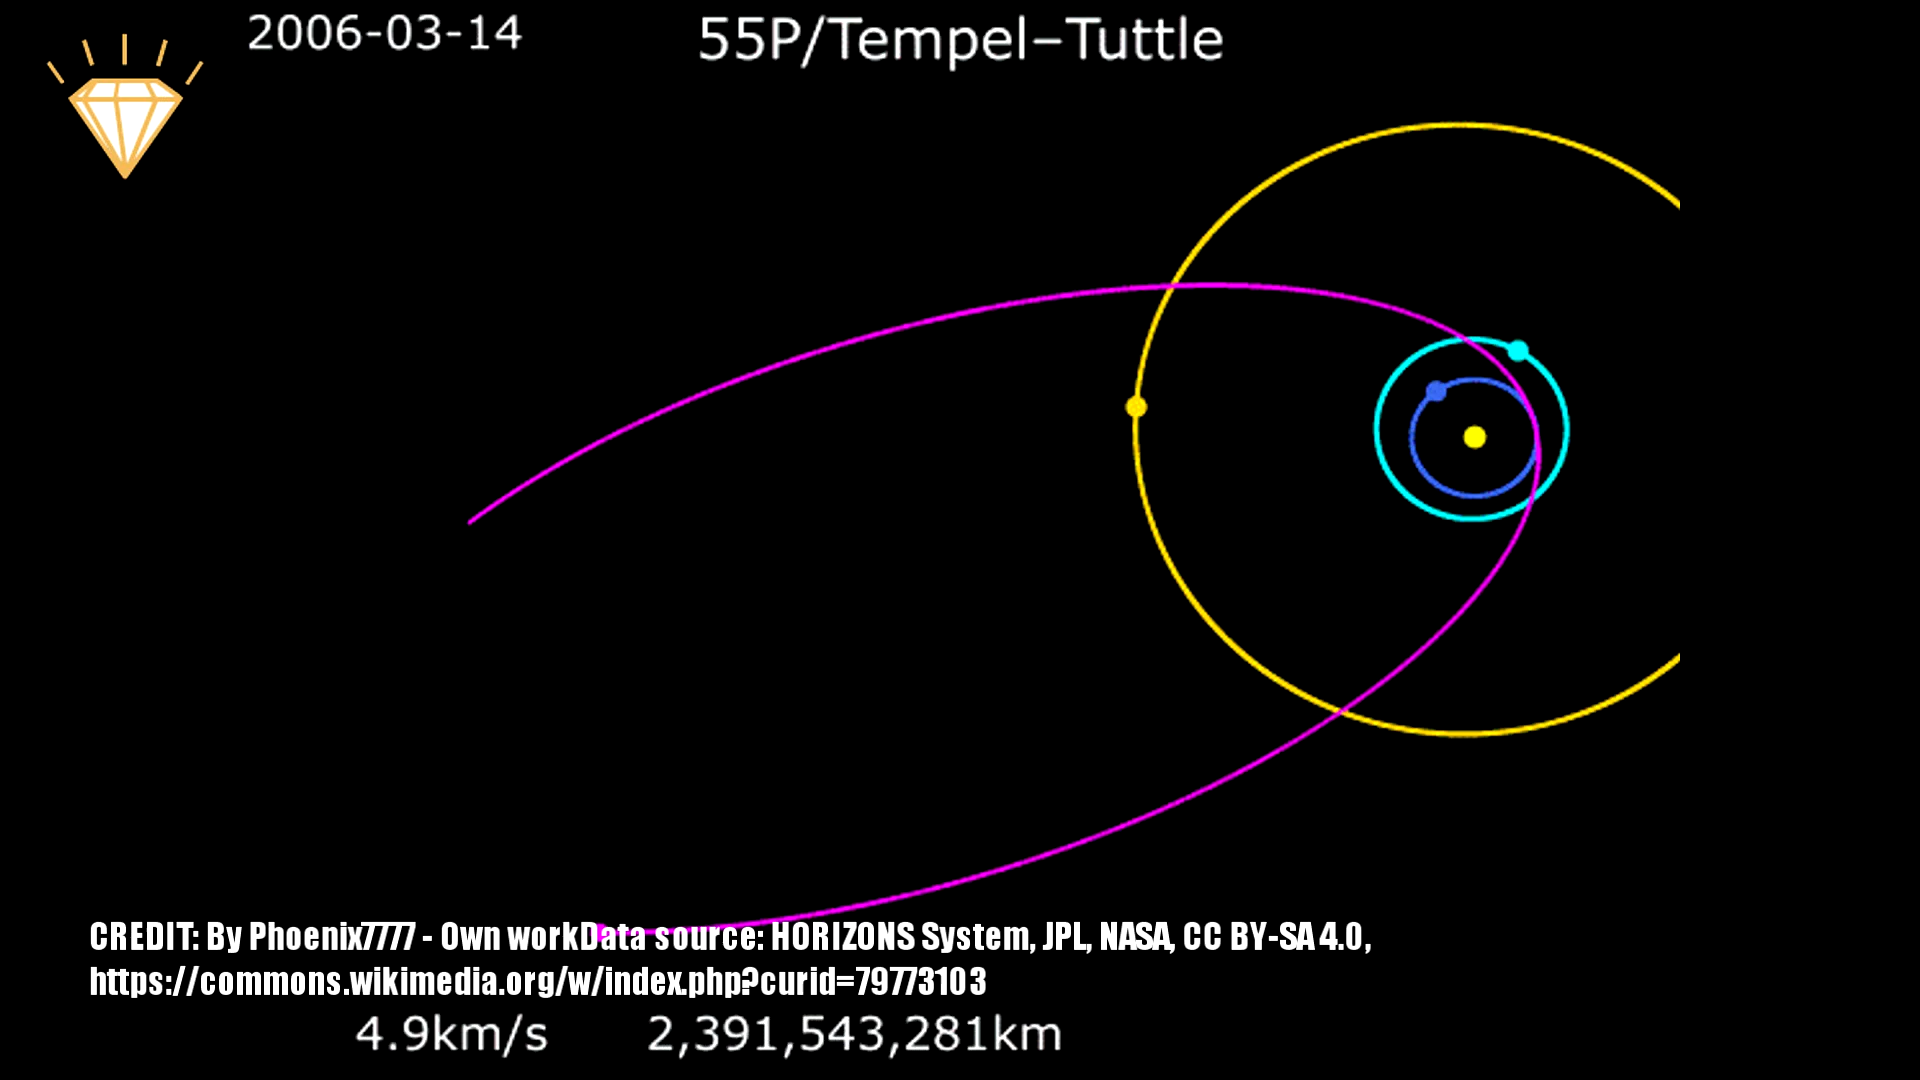 2006-03-14
55P/Tempel–Tuttle
CREDIT: By Phoenix7777 - Own workData source: HORIZONS System, JPL, NASA, CC BY-SA 4.0,
https://commons.wikimedia.org/w/index.php?curid=79773103
4.9km/s
2,391,543,281km